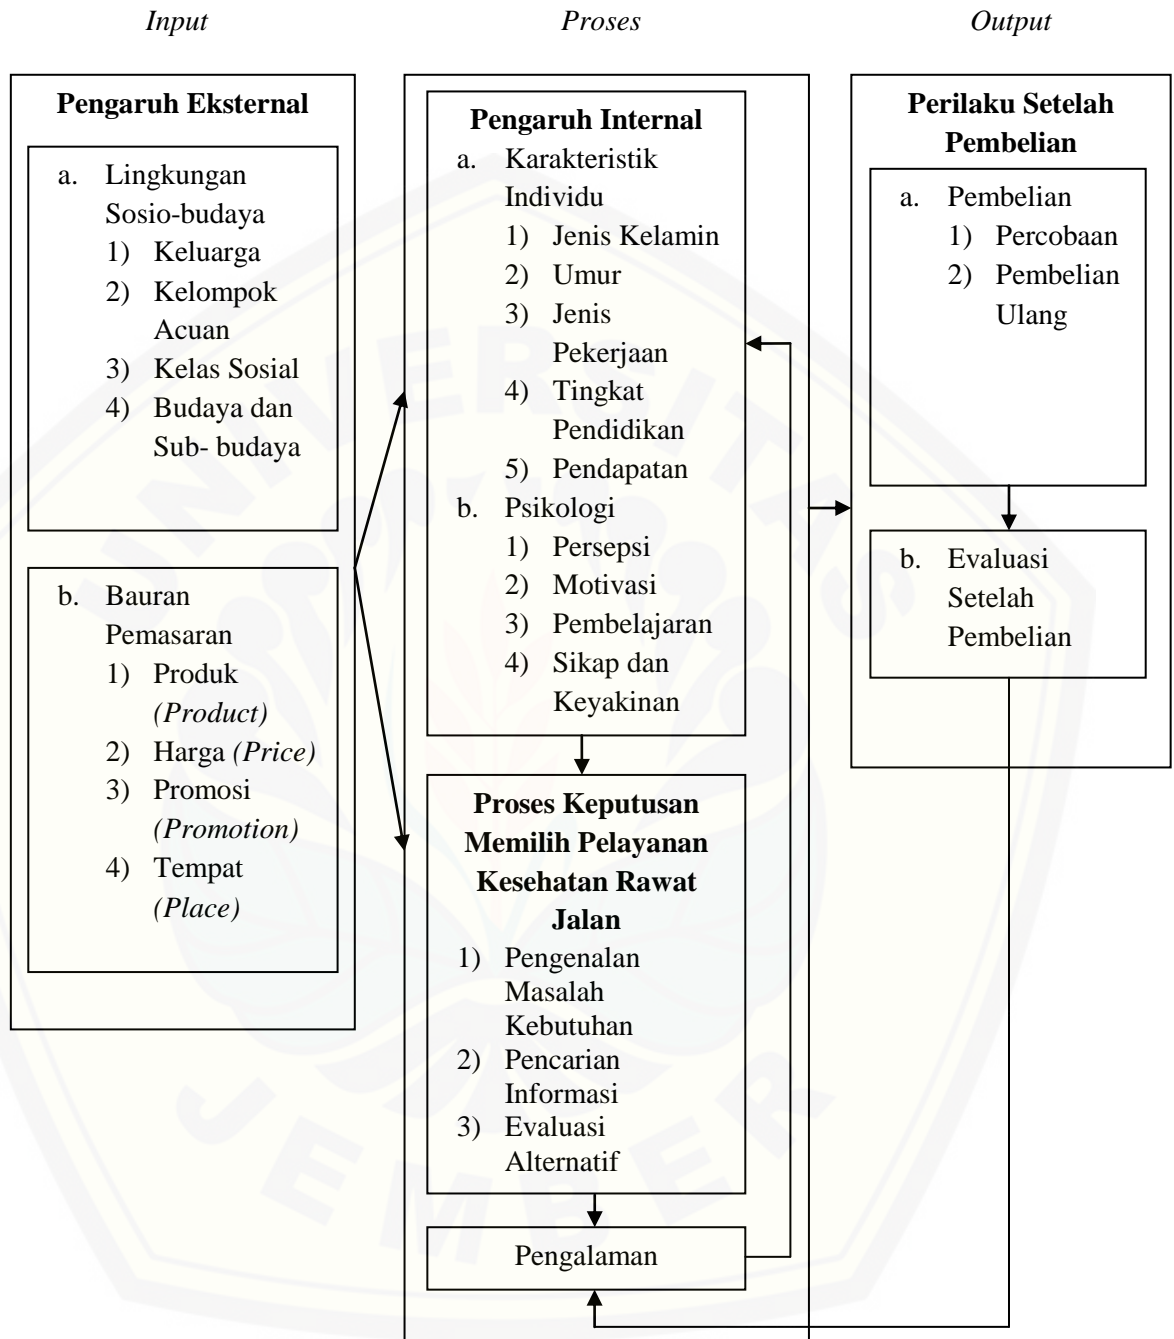 Input
Proses
Output
Pengaruh Eksternal
a. Lingkungan
Sosio-budaya
1) Keluarga
2) Kelompok
Acuan
3) Kelas Sosial
4) Budaya dan
Sub- budaya
b. Bauran
Pemasaran
1) Produk
(Product)
2) Harga (Price)
3) Promosi
(Promotion)
4) Tempat
(Place)
Pengaruh Internal
a. Karakteristik
Individu
1) Jenis Kelamin
2) Umur
3) Jenis
Pekerjaan
4) Tingkat
Pendidikan
5) Pendapatan
b. Psikologi
1) Persepsi
2) Motivasi
3) Pembelajaran
4) Sikap dan
Keyakinan
Proses Keputusan
Memilih Pelayanan
Kesehatan Rawat
Jalan
1) Pengenalan
Masalah
Kebutuhan
2) Pencarian
Informasi
3) Evaluasi
Alternatif
Pengalaman
Perilaku Setelah
Pembelian
a. Pembelian
1) Percobaan
2) Pembelian
Ulang
b. Evaluasi
Setelah
Pembelian
UNIVERSITAS
JEMBER